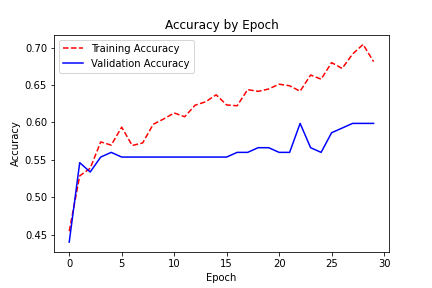 Accuracy by Epoch
Training Accuracy
Validation Accuracy
0.70
0.65
0.60
0.55
0.50
0.45
Accuracy
0 5 10 15 20 25 30
Epoch